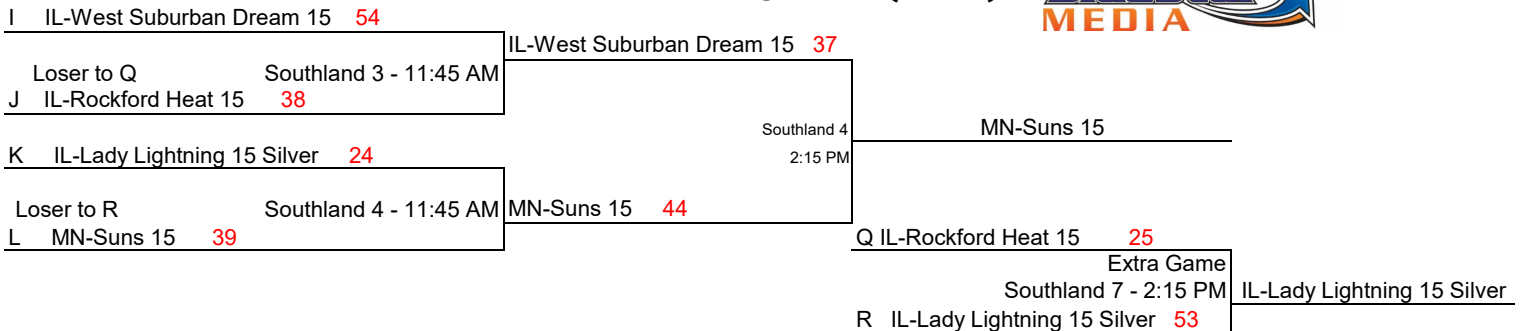 MEDIA
I IL-West Suburban Dream 15 54
IL-West Suburban Dream 15 37
Loser to Q Southland 3 - 11:45 AM
J IL-Rockford Heat 15 38
Southland 4
MN-Suns 15
K IL-Lady Lightning 15 Silver 24
2:15 PM
Loser to R Southland 4 - 11:45 AM
MN-Suns 15 44
L MN-Suns 15 39
Q IL-Rockford Heat 15 25
Extra Game
Southland 7 - 2:15 PM
IL-Lady Lightning 15 Silver
R IL-Lady Lightning 15 Silver 53